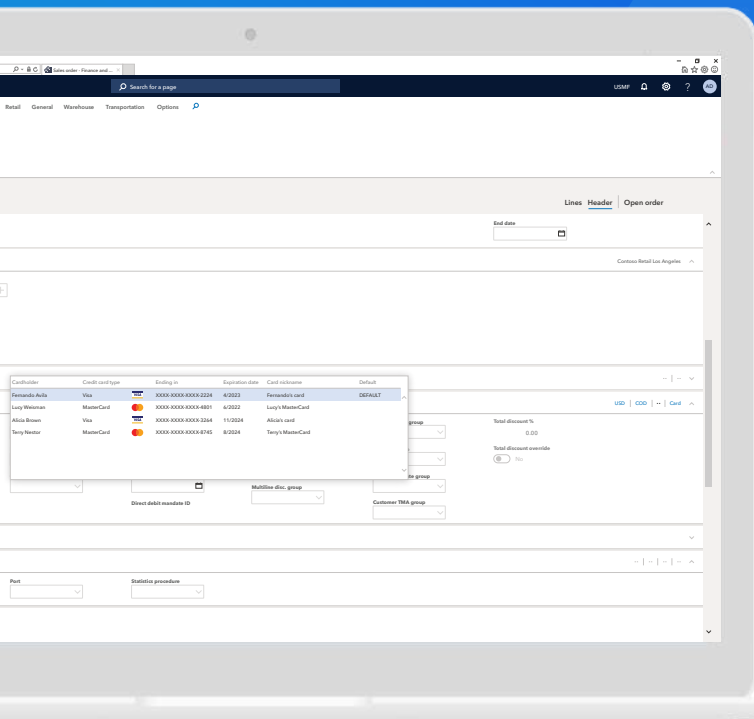 Sales order - Finance and ...
Search for a page
USMF
?
AD
Retail General Warehouse Transportation Options
Lines Header Open order
End date
Contoso Retail Los Angeles
-- | --
Cardholder Credit card type Ending in Expiration date Card nickname Default
Fernando Avila Visa VISA XXXX-XXXX-XXXX-2224 4/2023 Fernando's card DEFAULT
Lucy Weisman MasterCard XXXX-XXXX-XXXX-4801 6/2022 Lucy's MasterCard
Alicia Brown Visa VISA XXXX-XXXX-XXXX-3264 11/2024 Alicia's card
Terry Nestor MasterCard XXXX-XXXX-XXXX-8745 8/2024 Terry's MasterCard
USD | COD | -- | Card
group
Total discount %
0.00
Total discount override
No
te group
Multiline disc. group
Direct debit mandate ID
Customer TMA group
-- | -- | -- | --
Port Statistics procedure